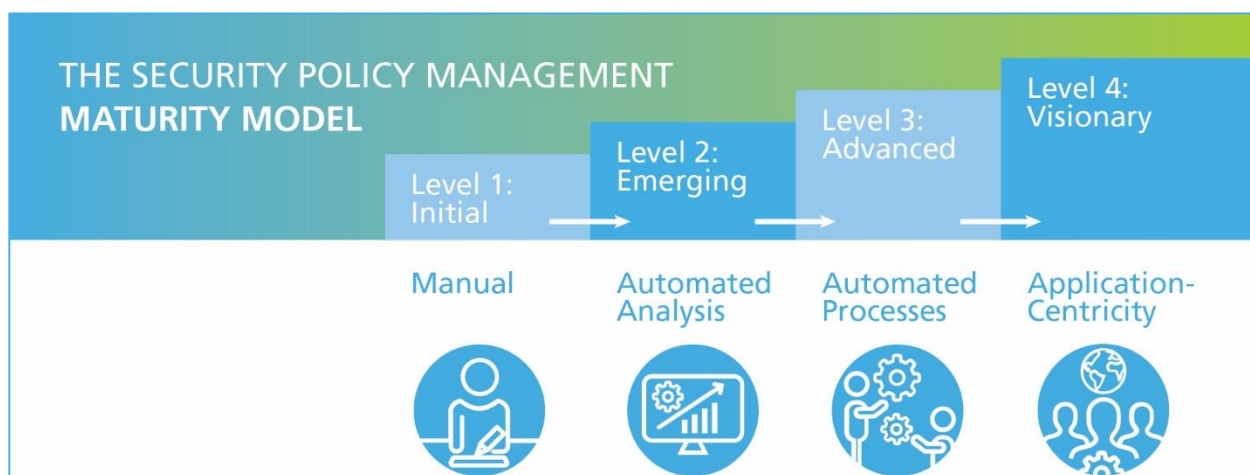 THE SECURITY POLICY MANAGEMENT
MATURITY MODEL
Level 1:
Initial
Level 2:
Emerging
Level 3:
Advanced
Level 4:
Visionary
Manual
Automated
Analysis
Automated
Processes
Application-
Centricity